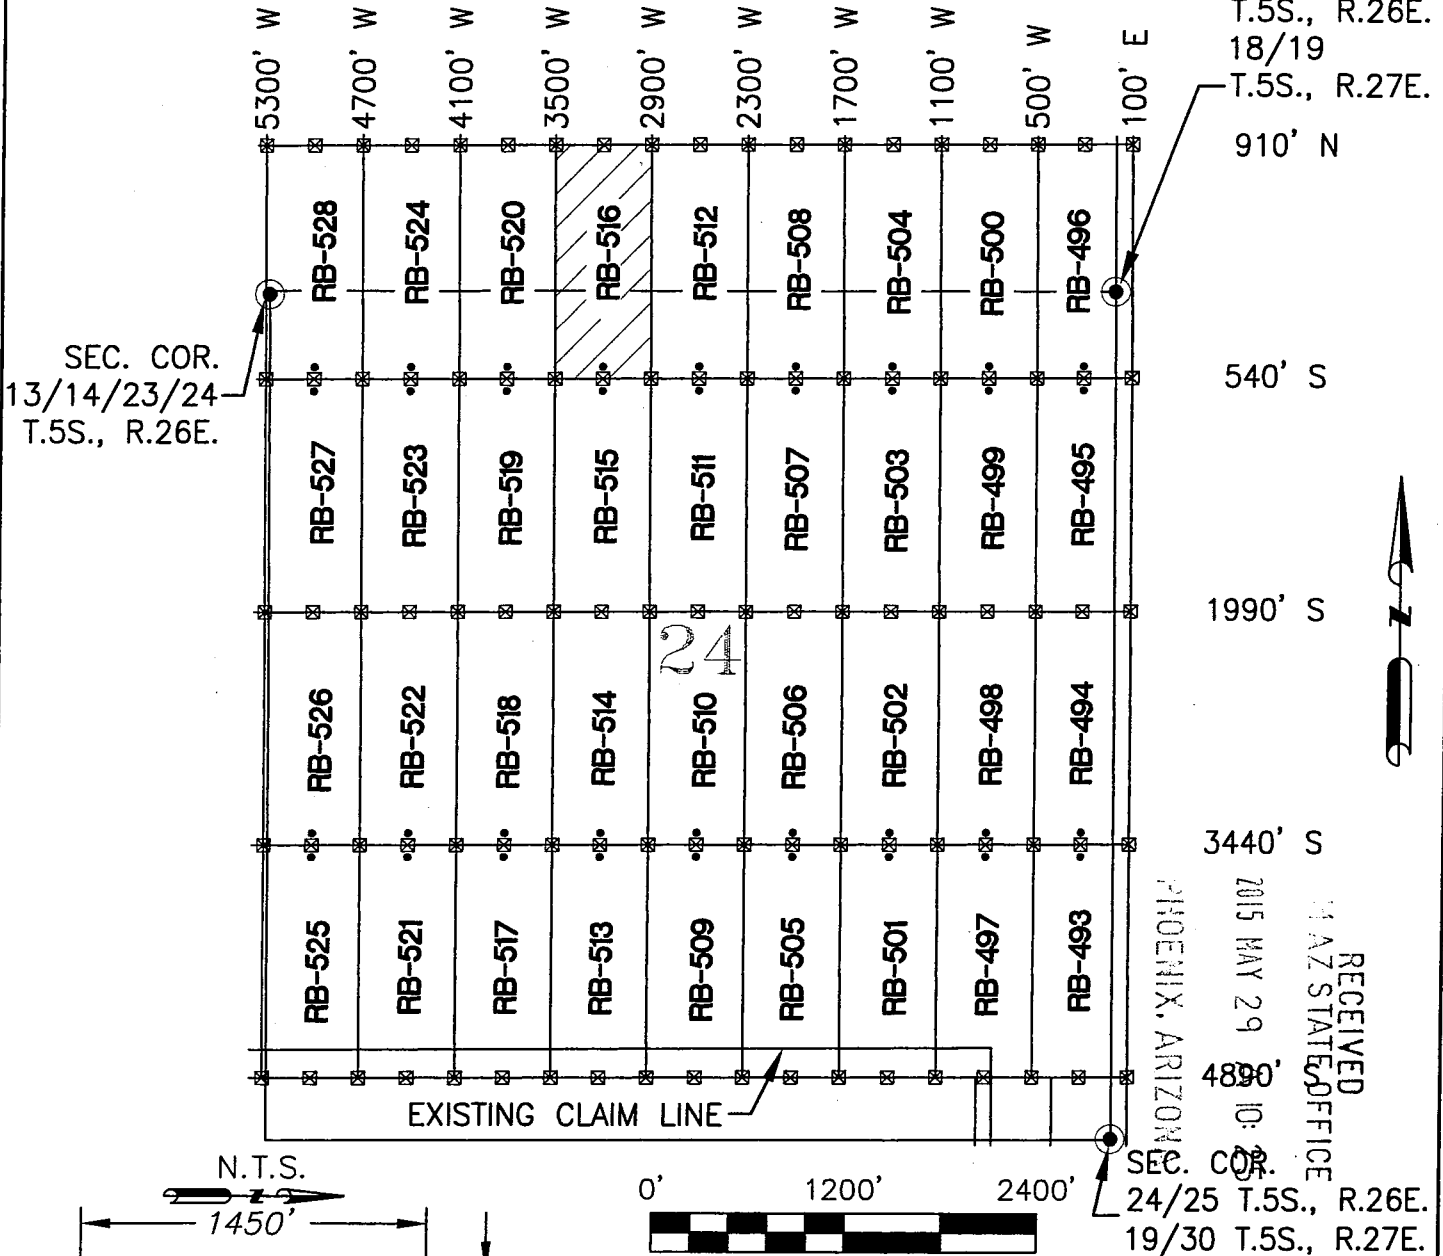 5300' W
4700' W
4100' W
3500' W
2900' W
2300' W
1700' W
1100' W
500' W
100' E
T.5S., R.26E.
18/19
T.5S., R.27E.
910' N
RB-528
RB-524
RB-520
RB-516
RB-512
RB-508
RB-504
RB-500
RB-496
SEC. COR.
13/14/23/24
T.5S., R.26E.
540' S
RB-527
RB-523
RB-519
RB-515
RB-511
RB-507
RB-503
RB-499
RB-495
1990' S
24
RB-526
RB-522
RB-518
RB-514
RB-510
RB-506
RB-502
RB-498
RB-494
N
3440' S
RB-525
RB-521
RB-517
RB-513
RB-509
RB-505
RB-501
RB-497
RB-493
RECEIVED
AZ STATE OFFICE
2015 MAY 29 10:
PHOENIX, ARIZONA
4890' S
EXISTING CLAIM LINE
SEC. COR.
24/25 T.5S., R.26E.
19/30 T.5S., R.27E.
N.T.S.
N
1450'
0' 1200' 2400'